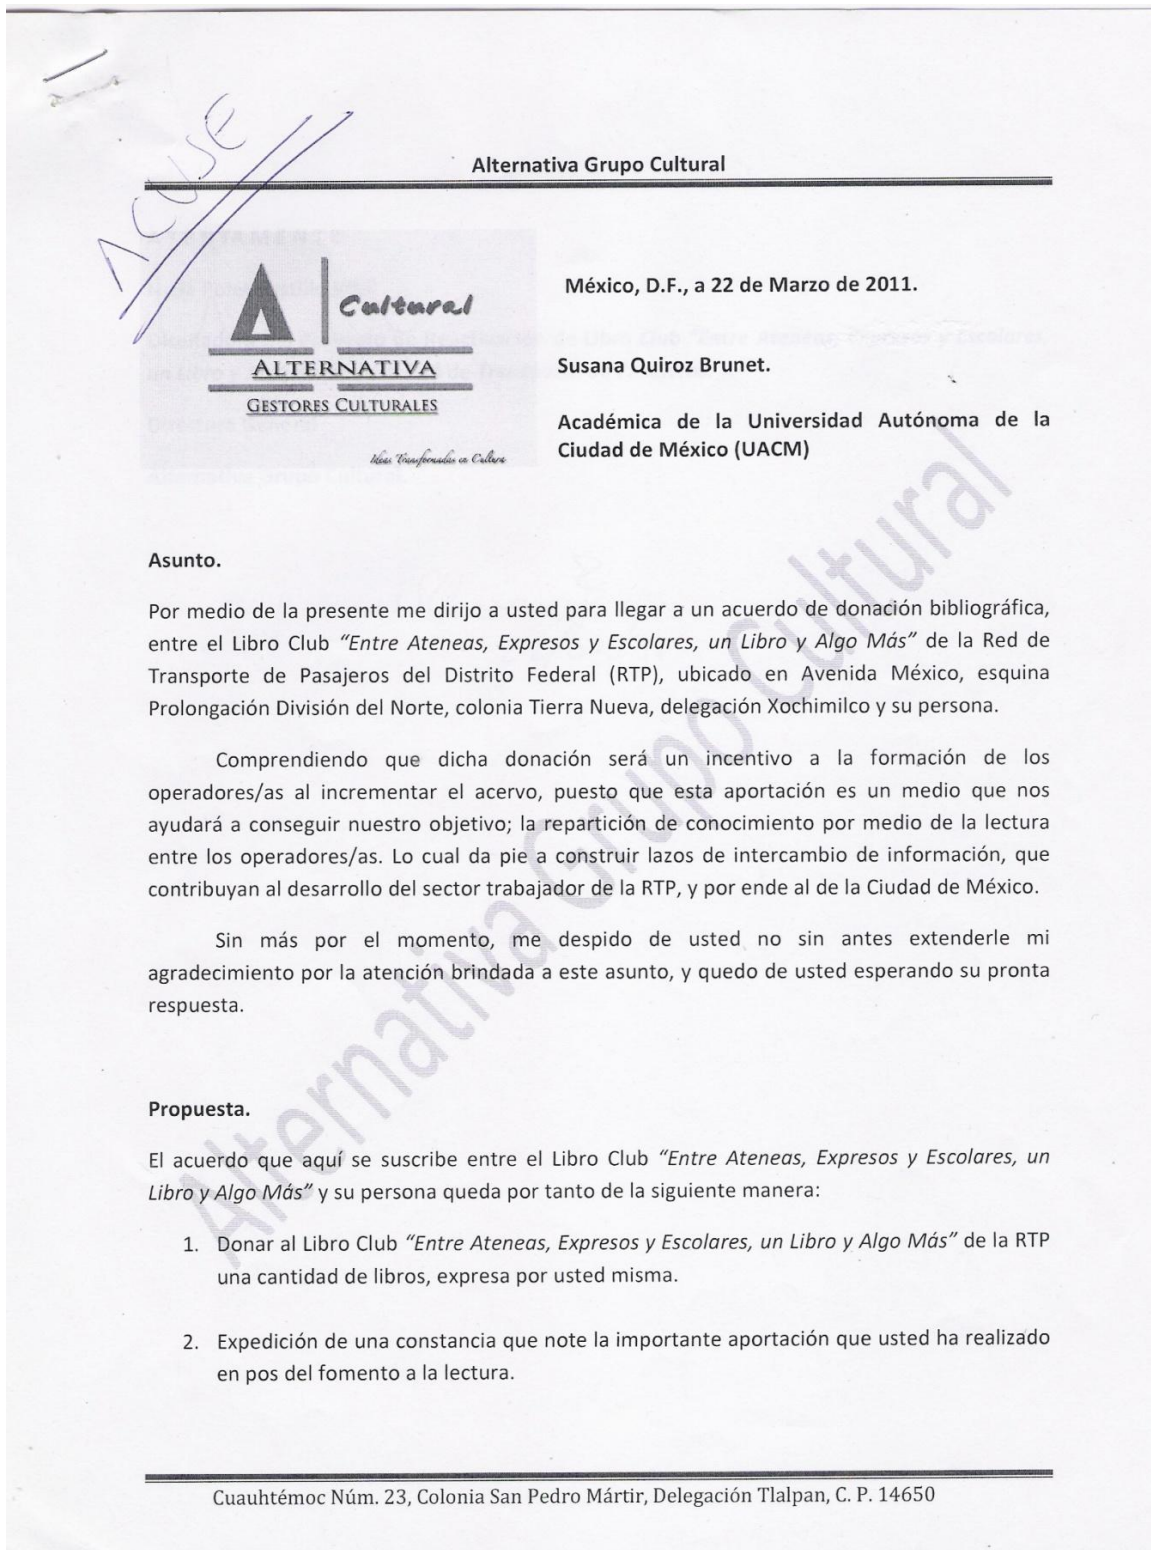 ACUSE
Alternativa Grupo Cultural
México, D.F., a 22 de Marzo de 2011.
Cultural
ALTERNATIVA
GESTORES CULTURALES
Ideas Transformadas en Cultura
Susana Quiroz Brunet.
Académica de la Universidad Autónoma de la
Ciudad de México (UACM)
Asunto.
Por medio de la presente me dirijo a usted para llegar a un acuerdo de donación bibliográfica,
entre el Libro Club "Entre Ateneas, Expresos y Escolares, un Libro y Algo Más" de la Red de
Transporte de Pasajeros del Distrito Federal (RTP), ubicado en Avenida México, esquina
Prolongación División del Norte, colonia Tierra Nueva, delegación Xochimilco y su persona.
Comprendiendo que dicha donación será un incentivo a la formación de los
operadores/as al incrementar el acervo, puesto que esta aportación es un medio que nos
ayudará a conseguir nuestro objetivo; la repartición de conocimiento por medio de la lectura
entre los operadores/as. Lo cual da pie a construir lazos de intercambio de información, que
contribuyan al desarrollo del sector trabajador de la RTP, y por ende al de la Ciudad de México.
Sin más por el momento, me despido de usted no sin antes extenderle mi
agradecimiento por la atención brindada a este asunto, y quedo de usted esperando su pronta
respuesta.
Propuesta.
El acuerdo que aquí se suscribe entre el Libro Club "Entre Ateneas, Expresos y Escolares, un
Libro y Algo Más" y su persona queda por tanto de la siguiente manera:
1. Donar al Libro Club "Entre Ateneas, Expresos y Escolares, un Libro y Algo Más" de la RTP
una cantidad de libros, expresa por usted misma.
2. Expedición de una constancia que note la importante aportación que usted ha realizado
en pos del fomento a la lectura.
Alternativa Grupo Cultural
Cuauhtémoc Núm. 23, Colonia San Pedro Mártir, Delegación Tlalpan, C. P. 14650